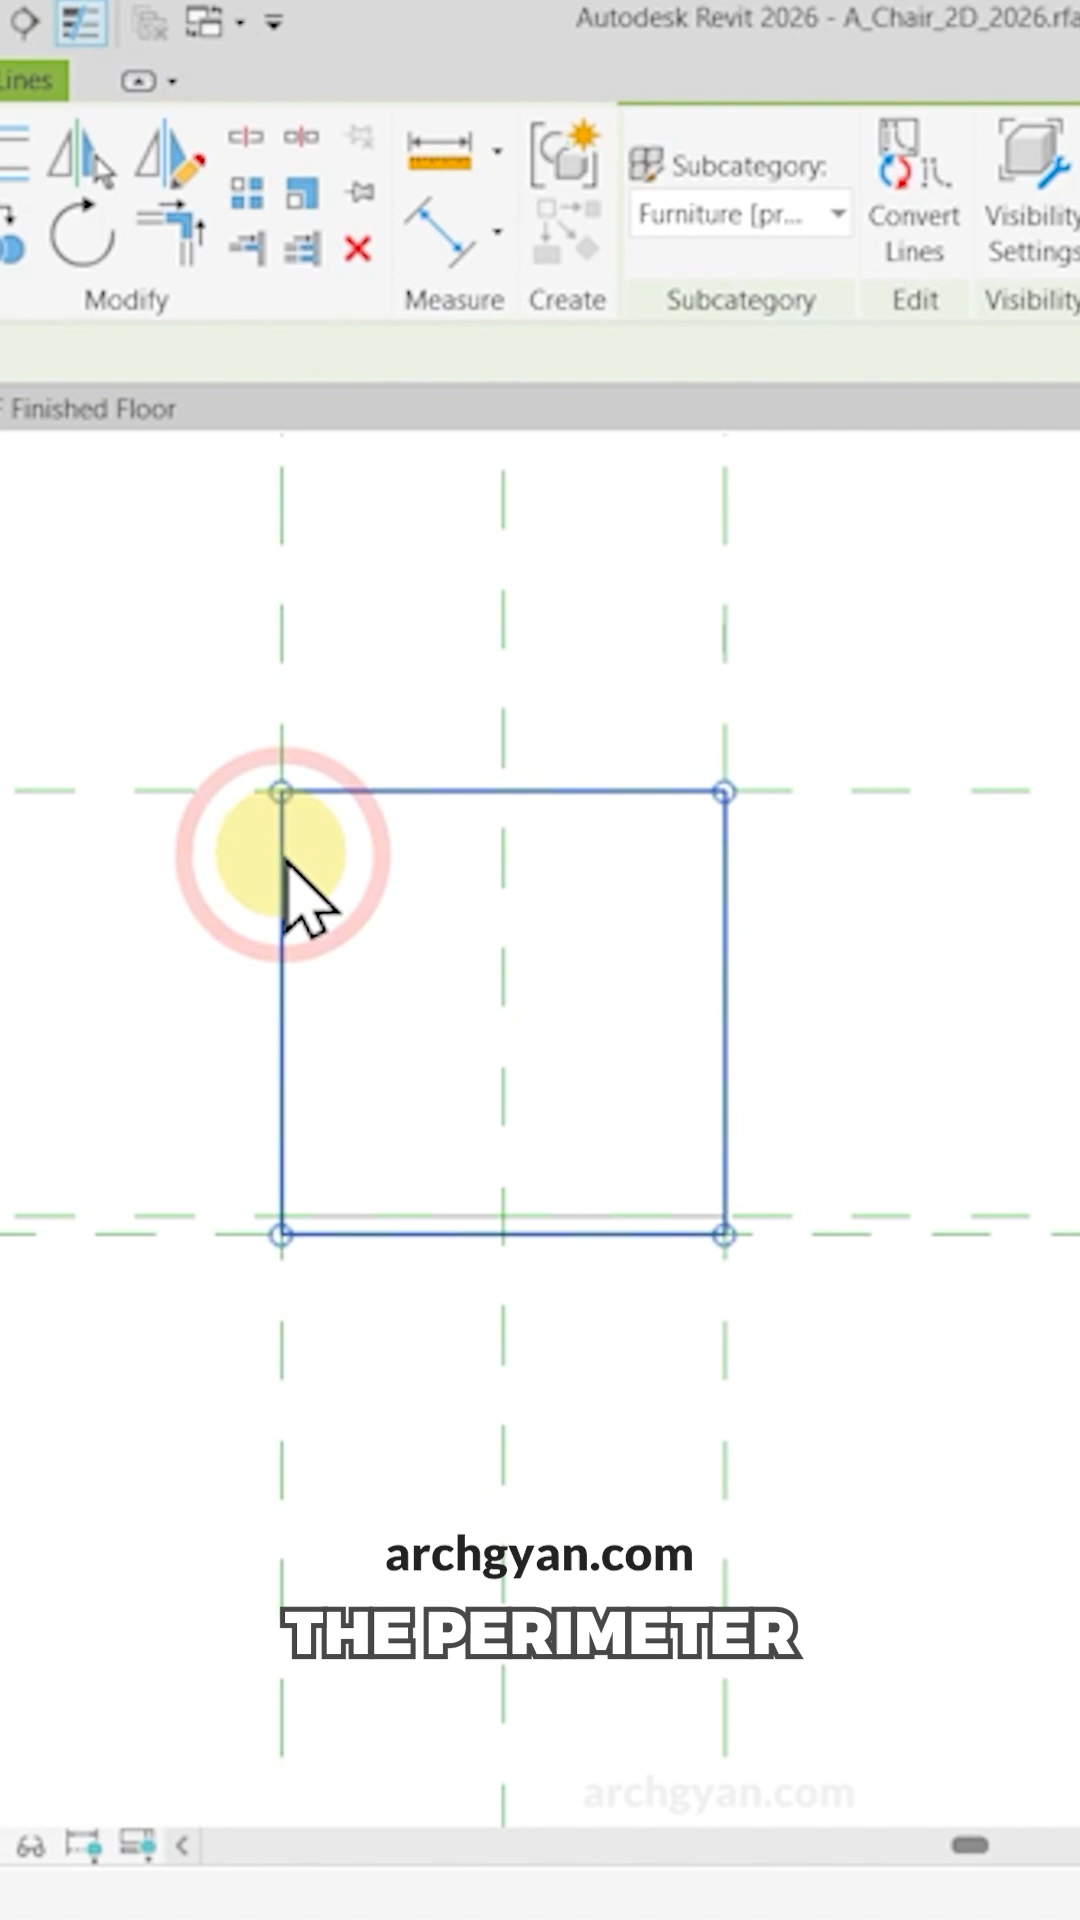 Autodesk Revit 2026 - A_Chair_2D_2026.rfa
Lines
Subcategory:
Furniture [pr...
Convert
Lines
Visibility
Settings
Modify
Measure
Create
Subcategory
Edit
Visibility
Finished Floor
archgyan.com
THE PERIMETER
archgyan.com